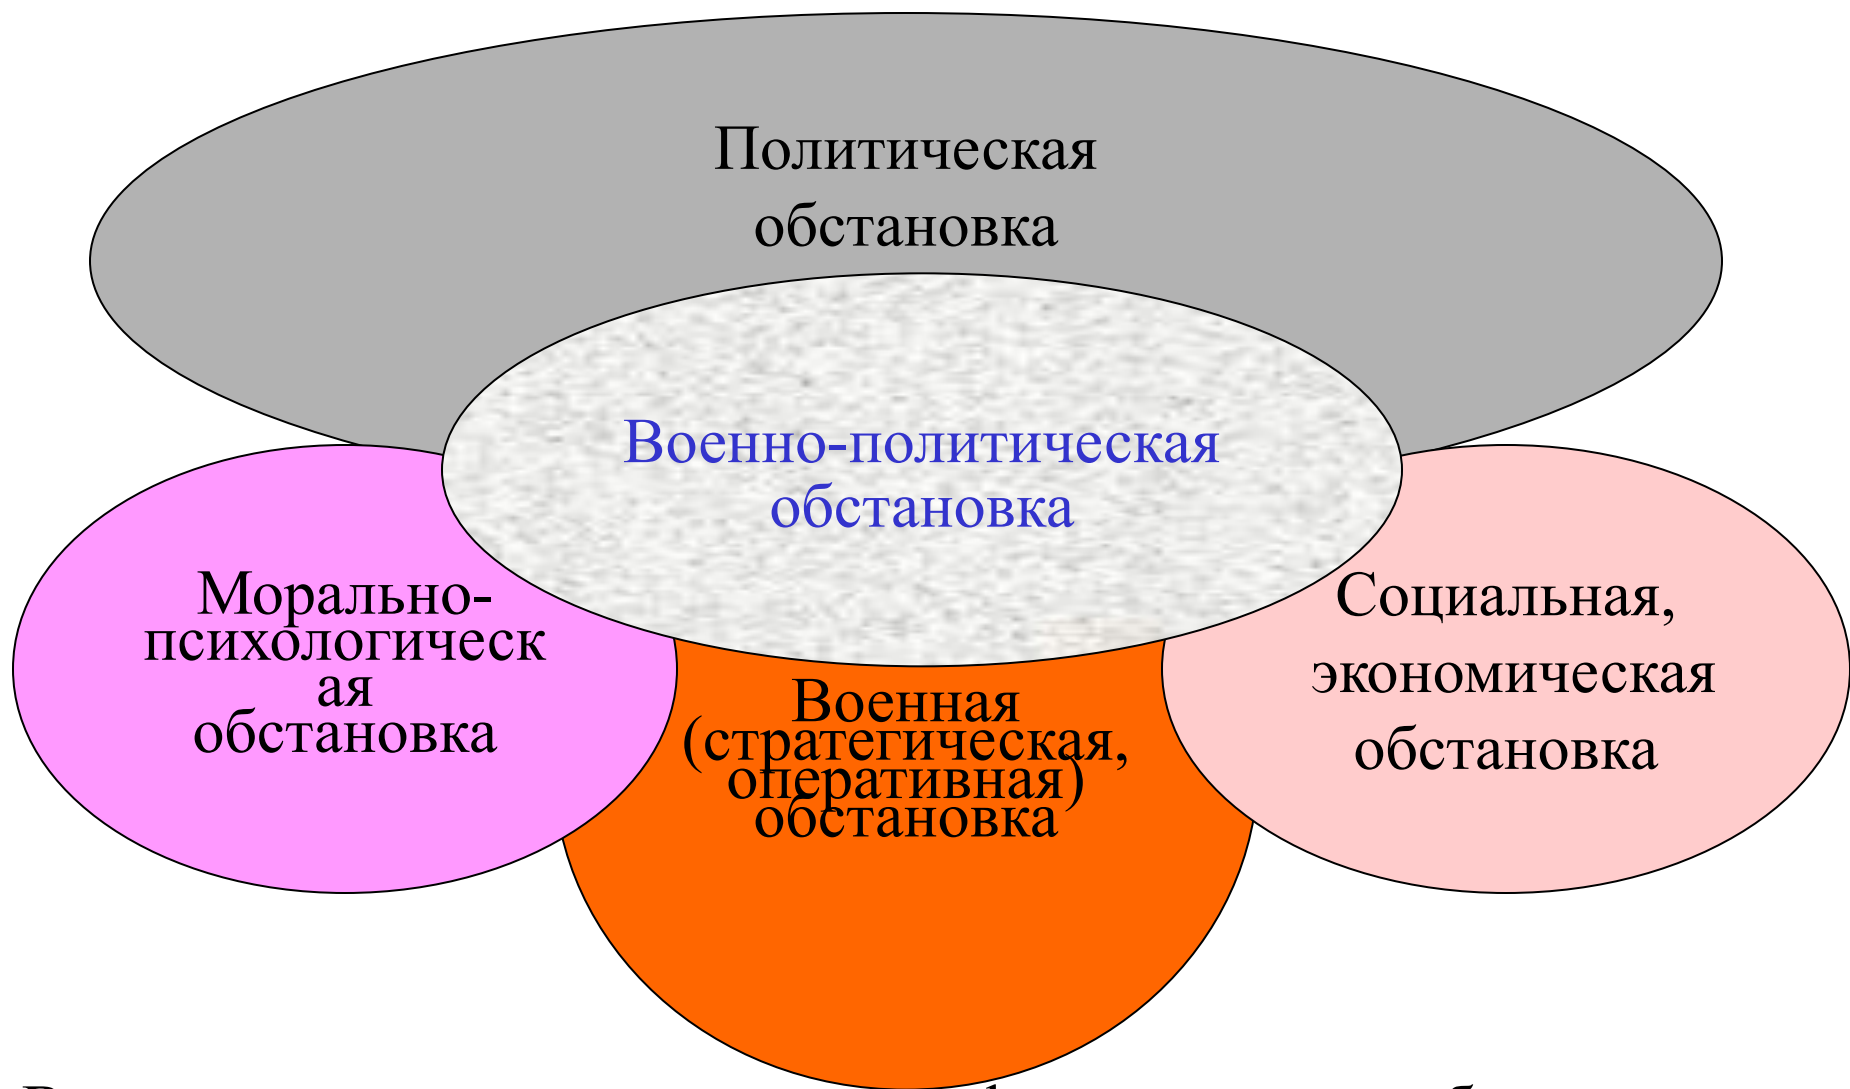 Политическая
обстановка
Военно-политическая
обстановка
Морально-
психологическ
ая
обстановка
Военная
(стратегическая,
оперативная)
обстановка
Социальная,
экономическая
обстановка